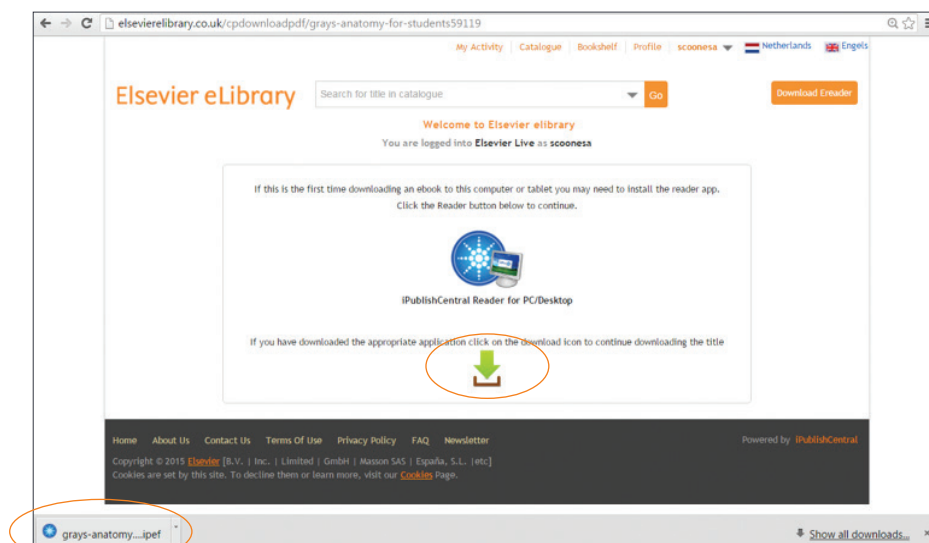 elsevierelibrary.co.uk/cpdownloadpdf/grays-anatomy-for-students59119
My Activity | Catalogue | Bookshelf | Profile | scoonesa Netherlands Engels
Elsevier eLibrary
Search for title in catalogue
Go
Download Ereader
Welcome to Elsevier elibrary
You are logged into Elsevier Live as scoonesa
If this is the first time downloading an ebook to this computer or tablet you may need to install the reader app.
Click the Reader button below to continue.
iPublishCentral Reader for PC/Desktop
If you have downloaded the appropriate application click on the download icon to continue downloading the title
Home About Us Contact Us Terms Of Use Privacy Policy FAQ Newsletter
Powered by iPublishCentral
Copyright © 2015 Elsevier [B.V. | Inc. | Limited | GmbH | Masson SAS | España, S.L. |etc]
Cookies are set by this site. To decline them or learn more, visit our Cookies Page.
grays-anatomy....ipef
Show all downloads...